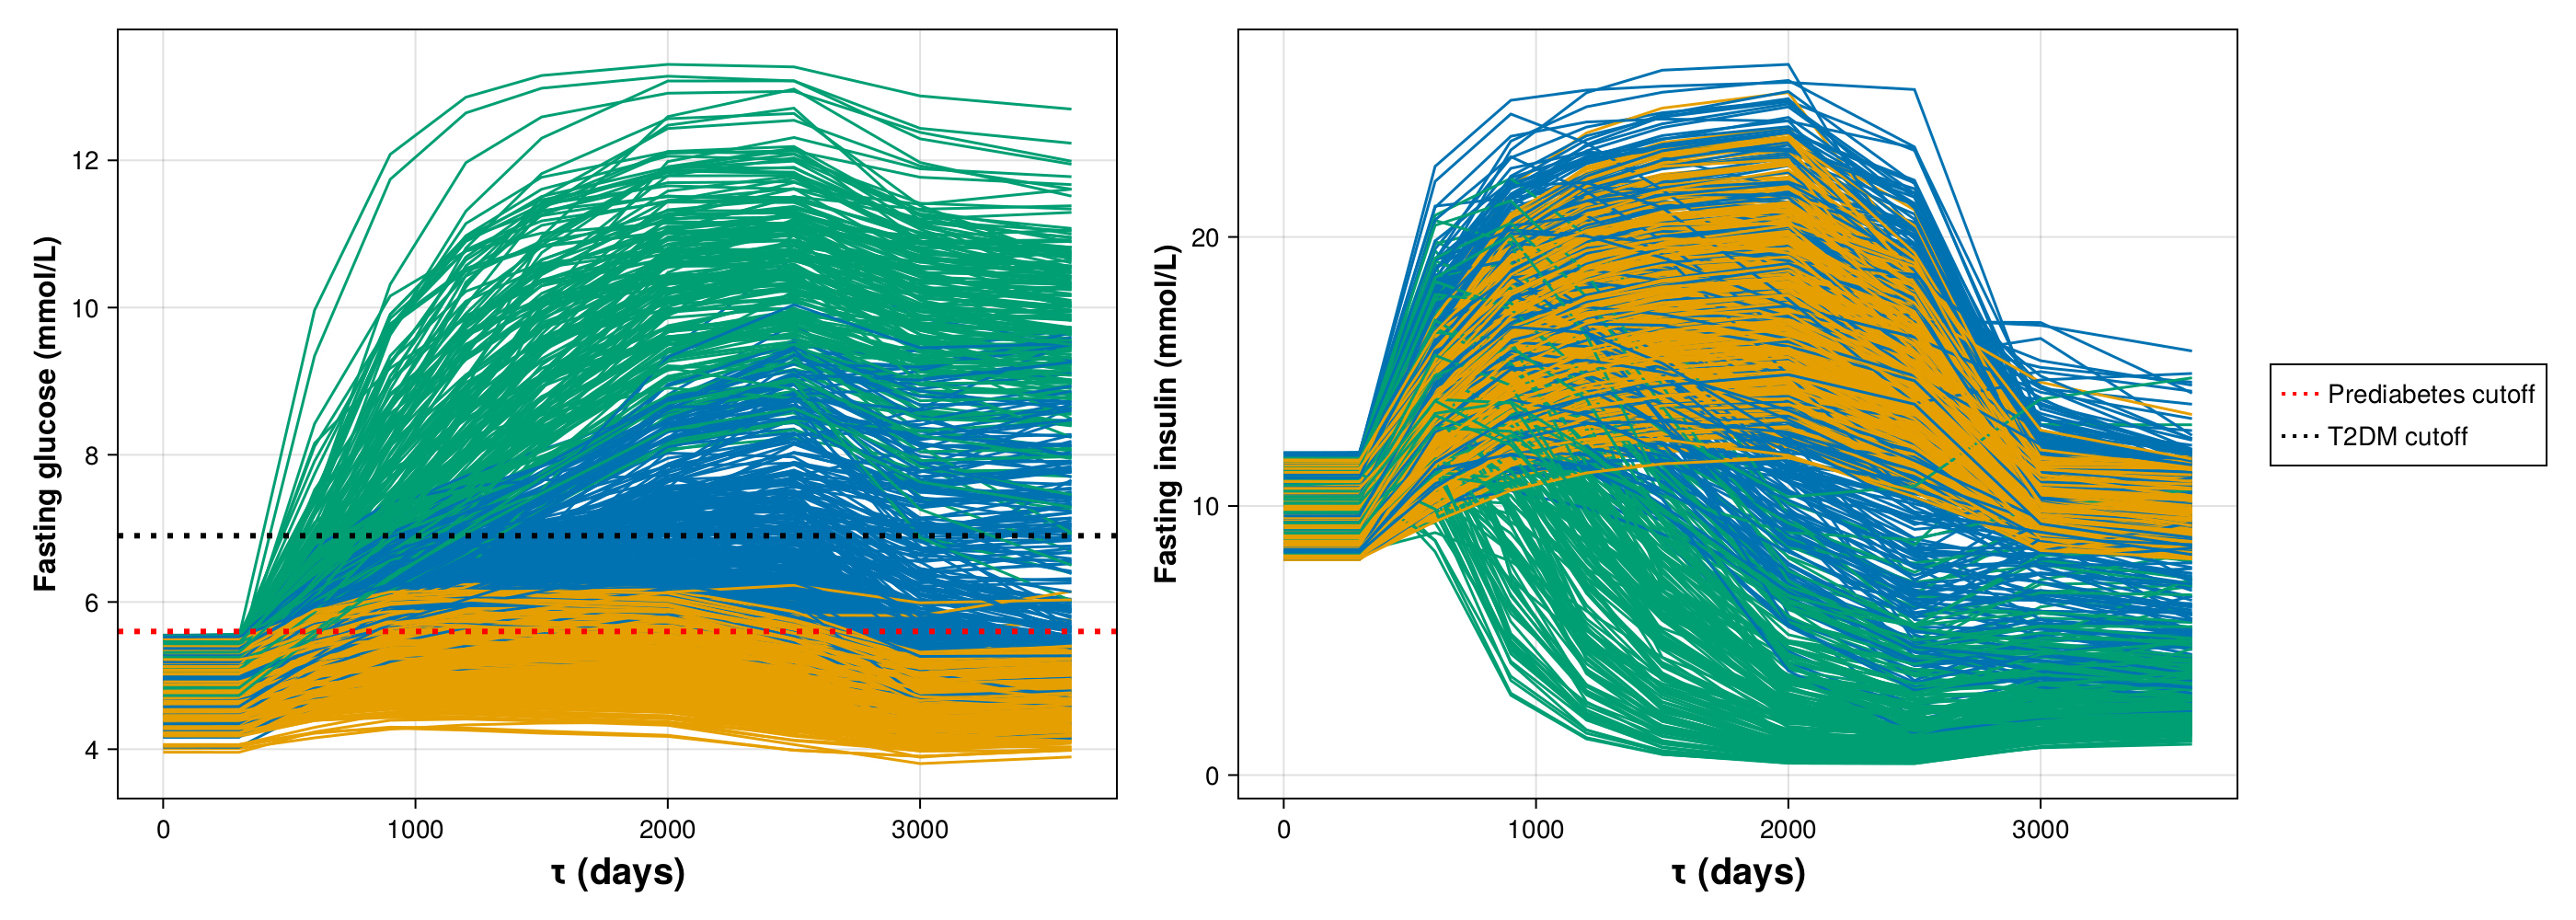 Fasting glucose (mmol/L)
12
10
8
6
4
0
1000
2000
3000
τ (days)
Fasting insulin (mmol/L)
20
10
0
0
1000
2000
3000
τ (days)
Prediabetes cutoff
T2DM cutoff